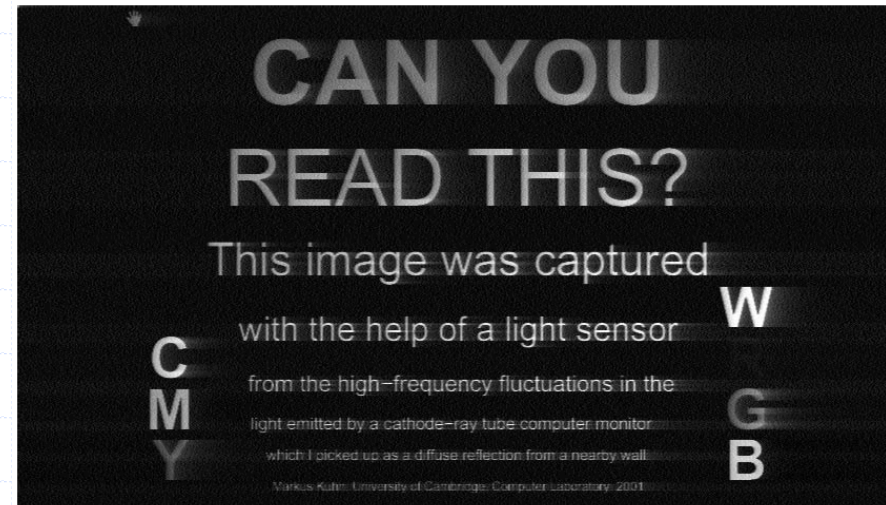 CAN YOU
READ THIS?
This image was captured
with the help of a light sensor
from the high-frequency fluctuations in the
light emitted by a cathode-ray tube computer monitor
which I picked up as a diffuse reflection from a nearby wall.
Markus Kuhn, University of Cambridge, Computer Laboratory, 2001
C
M
Y
W
R
G
B